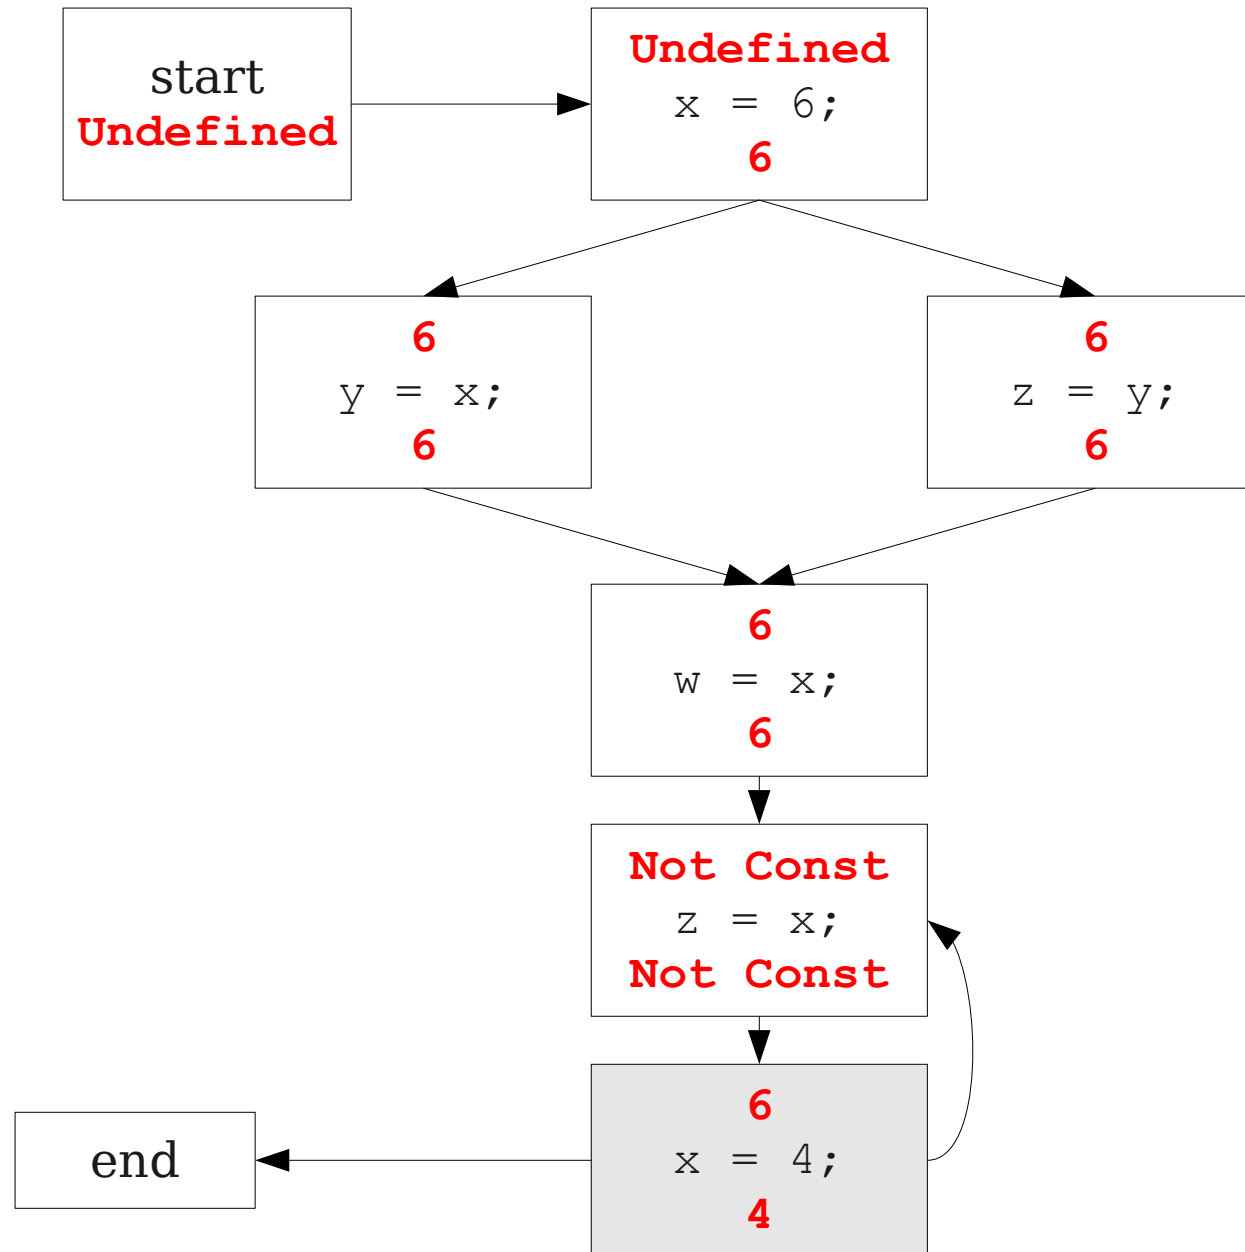 start
Undefined
Undefined
x = 6;
6
6
y = x;
6
6
z = y;
6
6
w = x;
6
Not Const
z = x;
Not Const
6
x = 4;
4
end